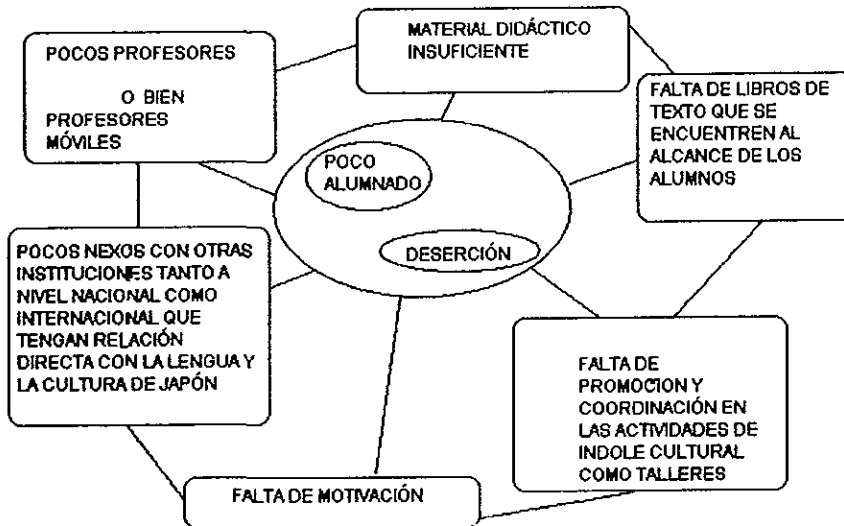 POCOS PROFESORES
O BIEN
PROFESORES
MÓVILES
MATERIAL DIDÁCTICO
INSUFICIENTE
FALTA DE LIBROS DE
TEXTO QUE SE
ENCUENTREN AL
ALCANCE DE LOS
ALUMNOS
POCO
ALUMNADO
DESERCIÓN
POCOS NEXOS CON OTRAS
INSTITUCIONES TANTO A
NIVEL NACIONAL COMO
INTERNACIONAL QUE
TENGAN RELACIÓN
DIRECTA CON LA LENGUA Y
LA CULTURA DE JAPÓN
FALTA DE
PROMOCION Y
COORDINACIÓN EN
LAS ACTIVIDADES DE
INDOLE CULTURAL
COMO TALLERES
FALTA DE MOTIVACIÓN